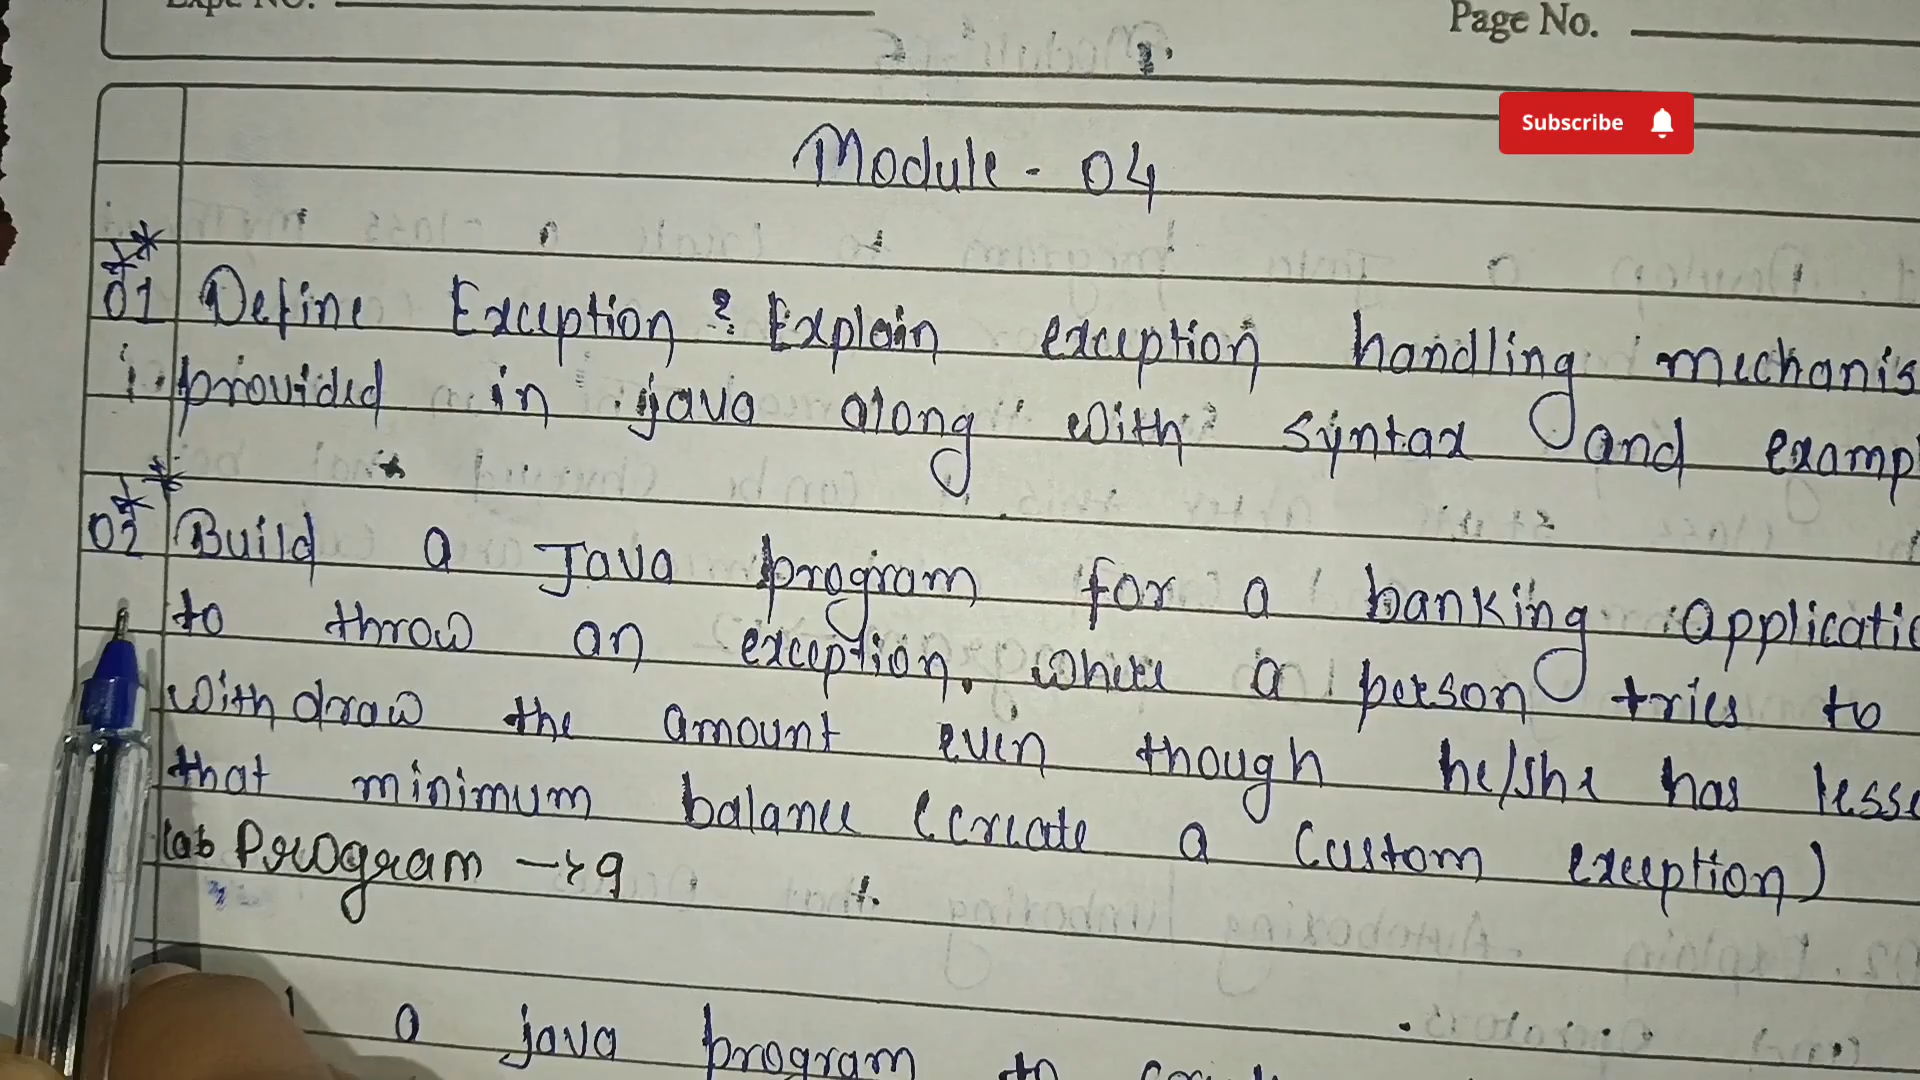 Expt No.
Page No.
Subscribe
Module - 04
01 Define Exception? Explain exception handling mechanis
provided in java along with syntax and examp
02 Build a Java program for a banking applicatio
to throw an exception. where a person tries to
withdraw the amount even though he/she has lesse
that minimum balance (create a custom exception)
lab Program → 9
a java program to